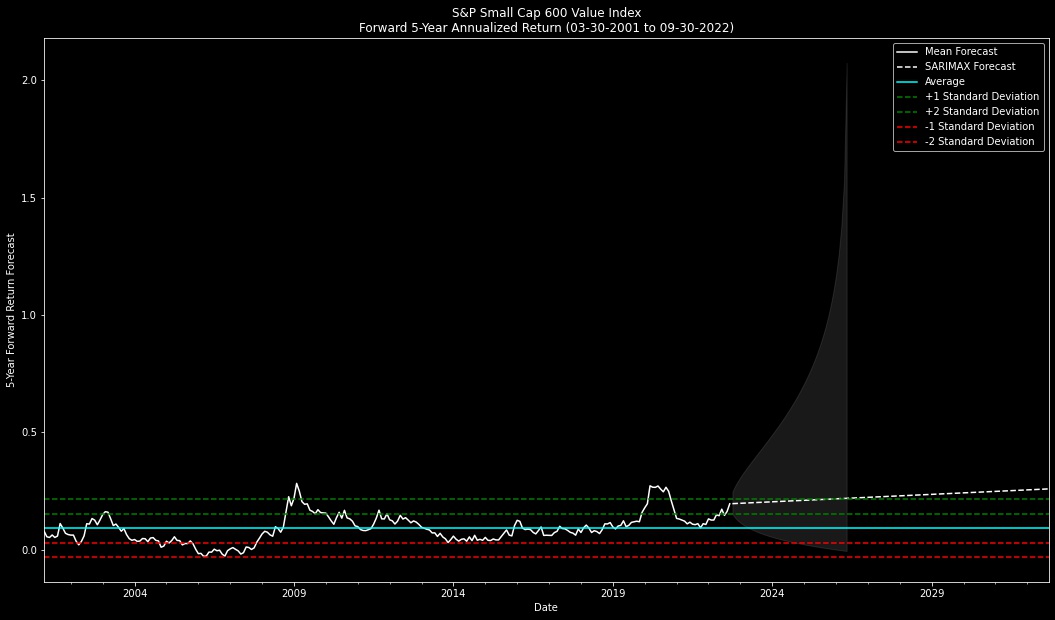 S&P Small Cap 600 Value Index
Forward 5-Year Annualized Return (03-30-2001 to 09-30-2022)
Mean Forecast
SARIMAX Forecast
Average
+1 Standard Deviation
+2 Standard Deviation
-1 Standard Deviation
-2 Standard Deviation
5-Year Forward Return Forecast
2.0
1.5
1.0
0.5
0.0
2004
2009
2014
2019
2024
2029
Date